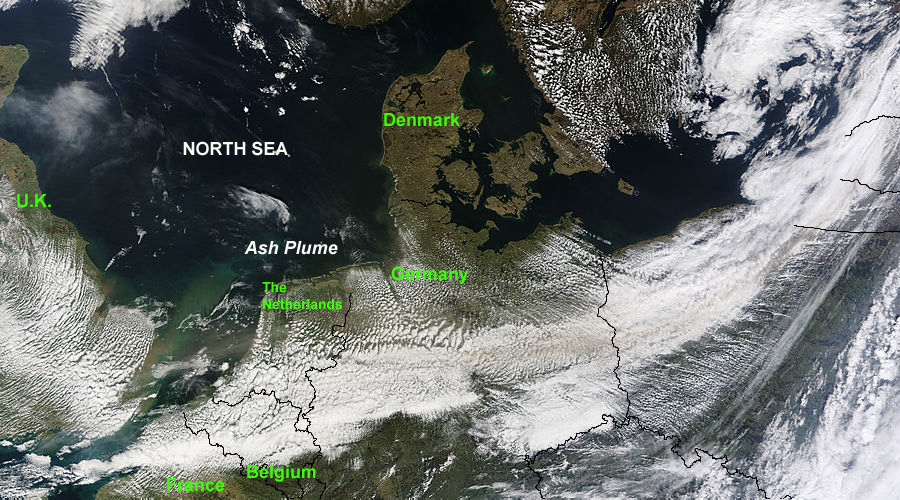 Denmark
NORTH SEA
U.K.
Ash Plume
Germany
The
Netherlands
Belgium
France